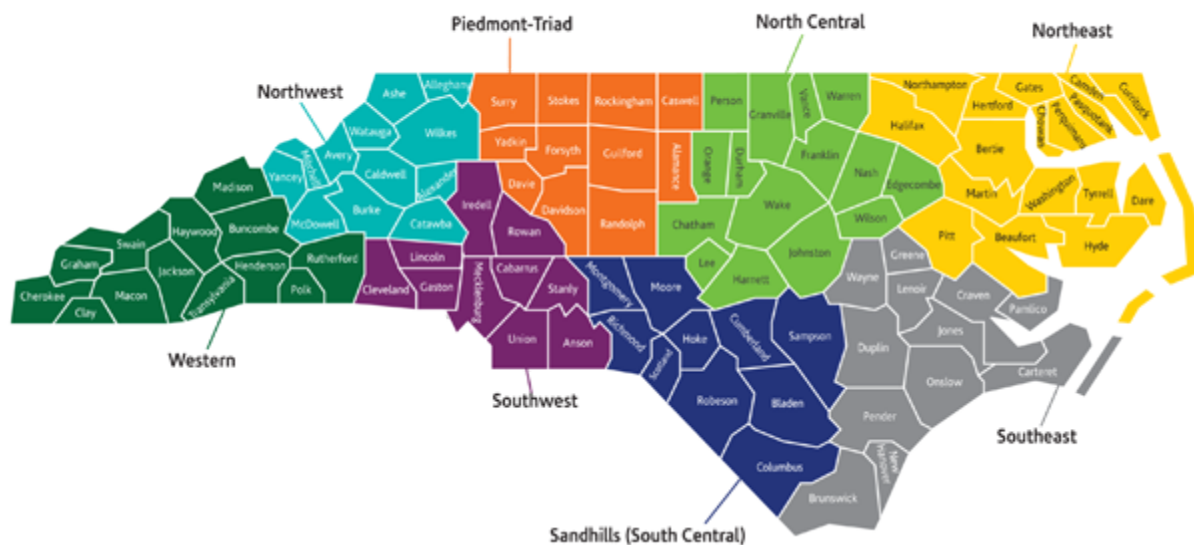 Piedmont-Triad
North Central
Northeast
Northwest
Western
Southwest
Sandhills (South Central)
Southeast
Ashe
Alleghany
Watauga
Wilkes
Avery
Mitchell
Yancey
Caldwell
Alexander
McDowell
Burke
Catawba
Madison
Haywood
Buncombe
Swain
Graham
Jackson
Henderson
Rutherford
Polk
Transylvania
Macon
Cherokee
Clay
Surry
Stokes
Rockingham
Caswell
Yadkin
Forsyth
Guilford
Alamance
Davie
Davidson
Randolph
Iredell
Rowan
Lincoln
Cleveland
Gaston
Mecklenburg
Cabarrus
Stanly
Union
Anson
Person
Granville
Vance
Warren
Orange
Durham
Franklin
Nash
Edgecombe
Wake
Wilson
Chatham
Lee
Harnett
Johnston
Montgomery
Moore
Richmond
Scotland
Hoke
Cumberland
Sampson
Robeson
Bladen
Columbus
Northampton
Gates
Camden
Currituck
Hertford
Pasquotank
Perquimans
Chowan
Halifax
Bertie
Martin
Washington
Tyrrell
Dare
Pitt
Beaufort
Hyde
Greene
Wayne
Lenoir
Craven
Pamlico
Jones
Duplin
Onslow
Carteret
Pender
New
Hanover
Brunswick